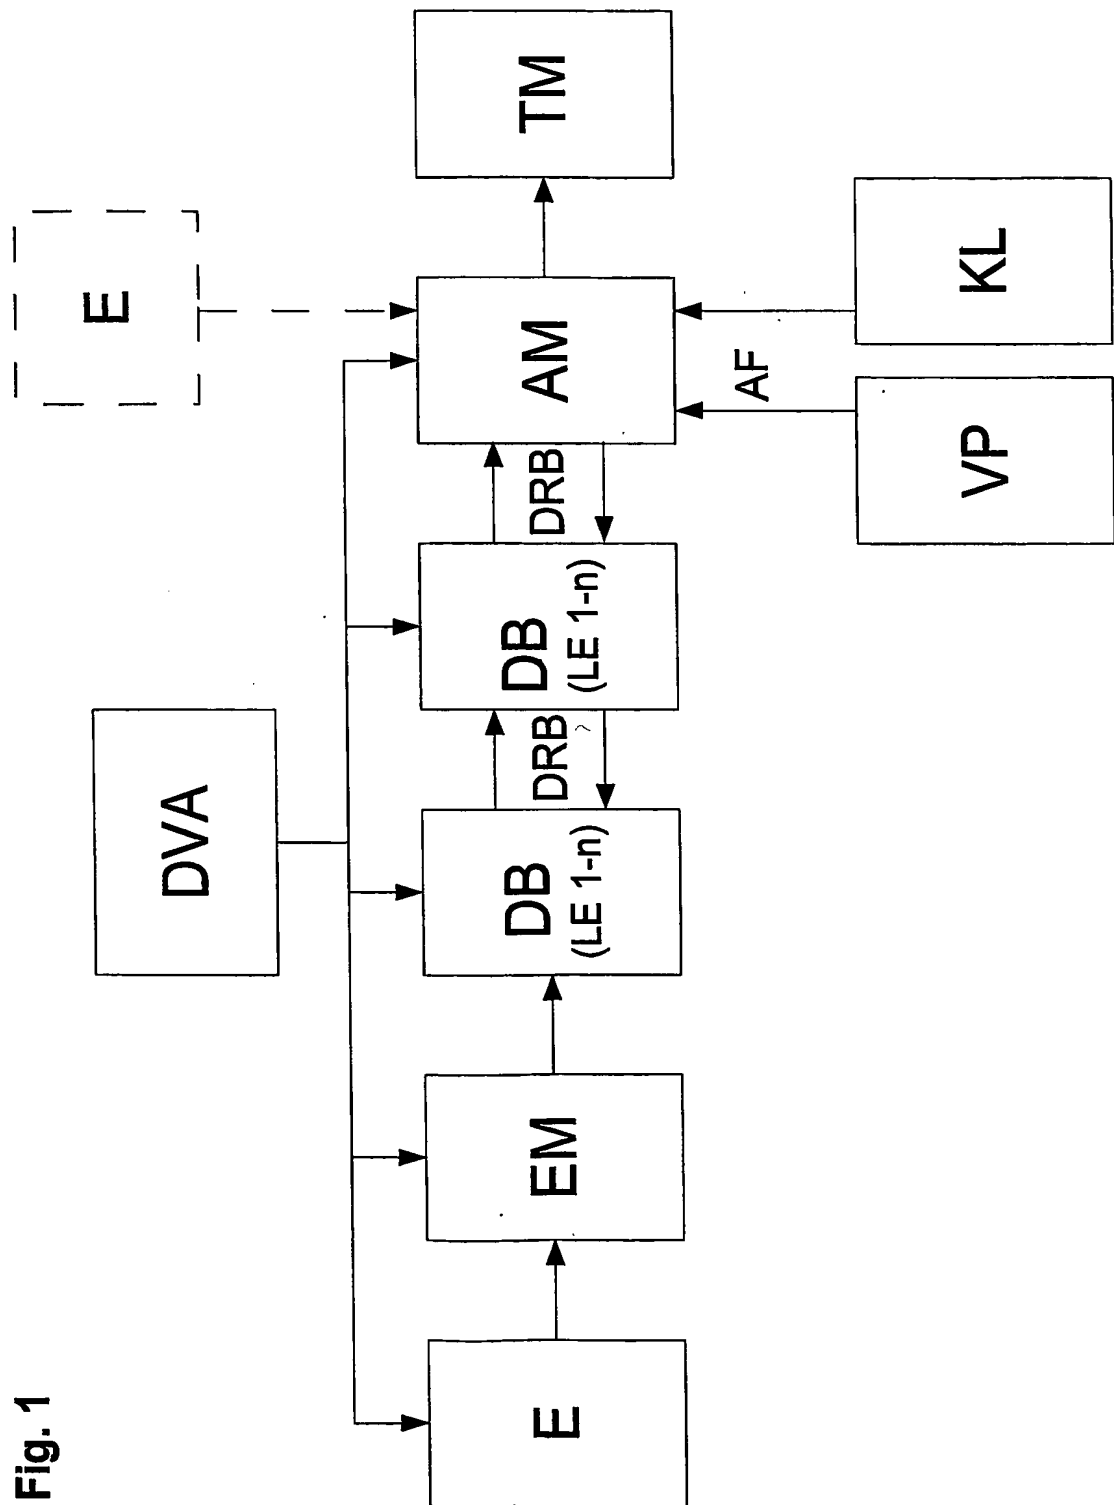 Fig. 1
DVA
E
E
EM
DB
(LE 1-n)
DRB
DB
(LE 1-n)
DRB
AM
TM
AF
VP
KL